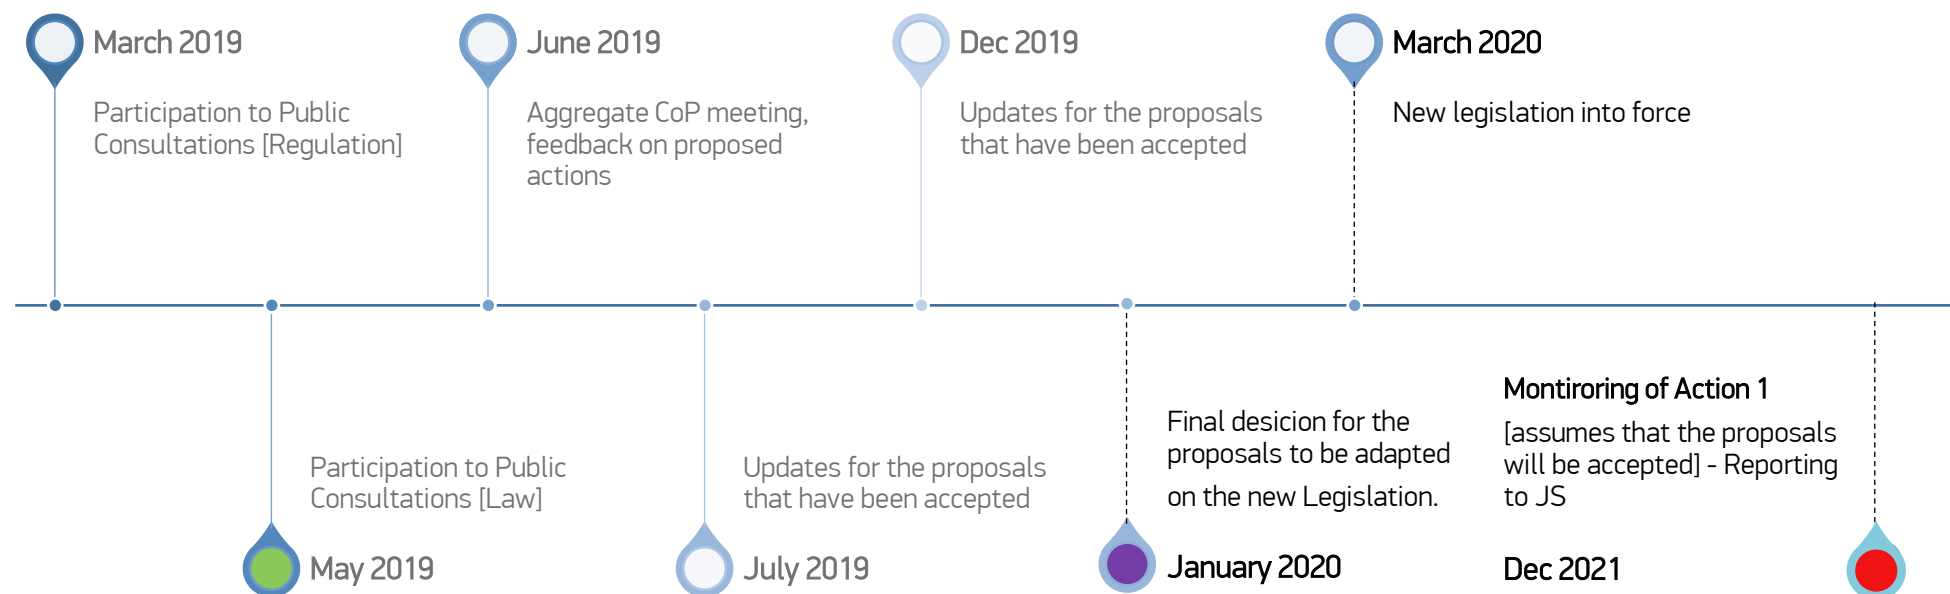 March 2019
Participation to Public
Consultations [Regulation]
June 2019
Aggregate CoP meeting,
feedback on proposed
actions
Dec 2019
Updates for the proposals
that have been accepted
March 2020
New legislation into force
Participation to Public
Consultations [Law]
May 2019
Updates for the proposals
that have been accepted
July 2019
Final desicion for the
proposals to be adapted
on the new Legislation.
January 2020
Montiroring of Action 1
[assumes that the proposals
will be accepted] - Reporting
to JS
Dec 2021